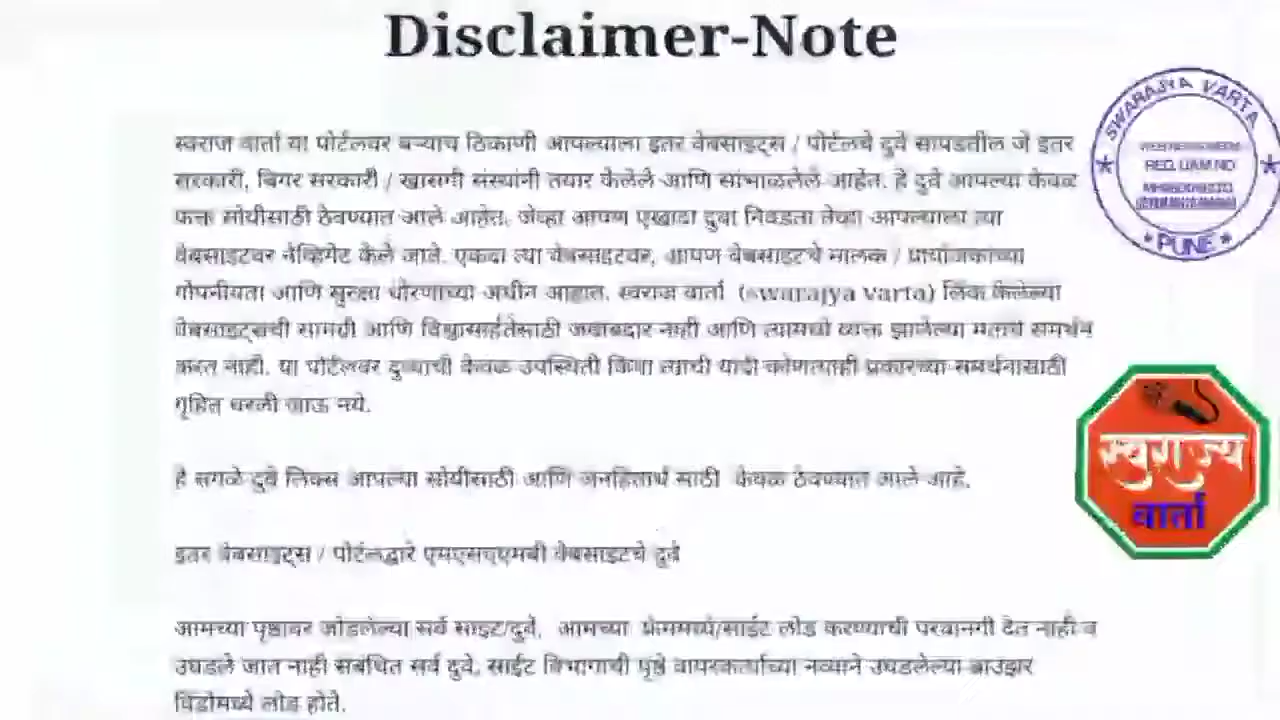 Disclaimer-Note
स्वराज वार्ता या पोर्टलवर बऱ्याच ठिकाणी आपल्याला इतर वेबसाइट्स / पोर्टलचे दुवे सापडतील जे इतर
सरकारी, बिगर सरकारी / खासगी संस्थांनी तयार केलेले आणि सांभाळलेले आहेत. हे दुवे आपल्या केवळ
फक्त सोयीसाठी ठेवण्यात आले आहेत. जेव्हा आपण एखादा दुवा निवडता तेव्हा आपल्याला त्या
वेबसाइटवर नेव्हिगेट केले जाते. एकदा त्या वेबसाइटवर, आपण वेबसाइटचे मालक / प्रायोजकांच्या
गोपनीयता आणि सुरक्षा धोरणांच्या अधीन आहात. स्वराज वार्ता (swarajya varta) लिंक केलेल्या
वेबसाइट्सची सामग्री आणि विश्वासार्हतेसाठी जबाबदार नाही आणि त्यामध्ये व्यक्त झालेल्या मतांचे समर्थन
करत नाही. या पोर्टलवर दुव्याची केवळ उपस्थिती किंवा त्याची यादी कोणत्याही प्रकारच्या समर्थनासाठी
गृहित धरली जाऊ नये.
हे सगळे दुवे लिंक्स आपल्या सोयीसाठी आणि जनहितार्थ साठी केवळ ठेवण्यात आले आहे.
इतर वेबसाइट्स / पोर्टलद्वारे एमएसएचएमबी वेबसाइटचे दुवे
आमच्या पृष्ठावर जोडलेल्या सर्व साइट/दुवे, आमच्या फ्रेममध्ये/साईट लोड करण्याची परवानगी देत नाही व
उघडले जात नाही संबंधित सर्व दुवे, साईट विभागाची पृष्ठे वापरकर्त्याच्या नव्याने उघडलेल्या ब्राउझर
विंडोमध्ये लोड होते.
SWARAJYA VARTA
PUNE
स्वराज्य
वार्ता